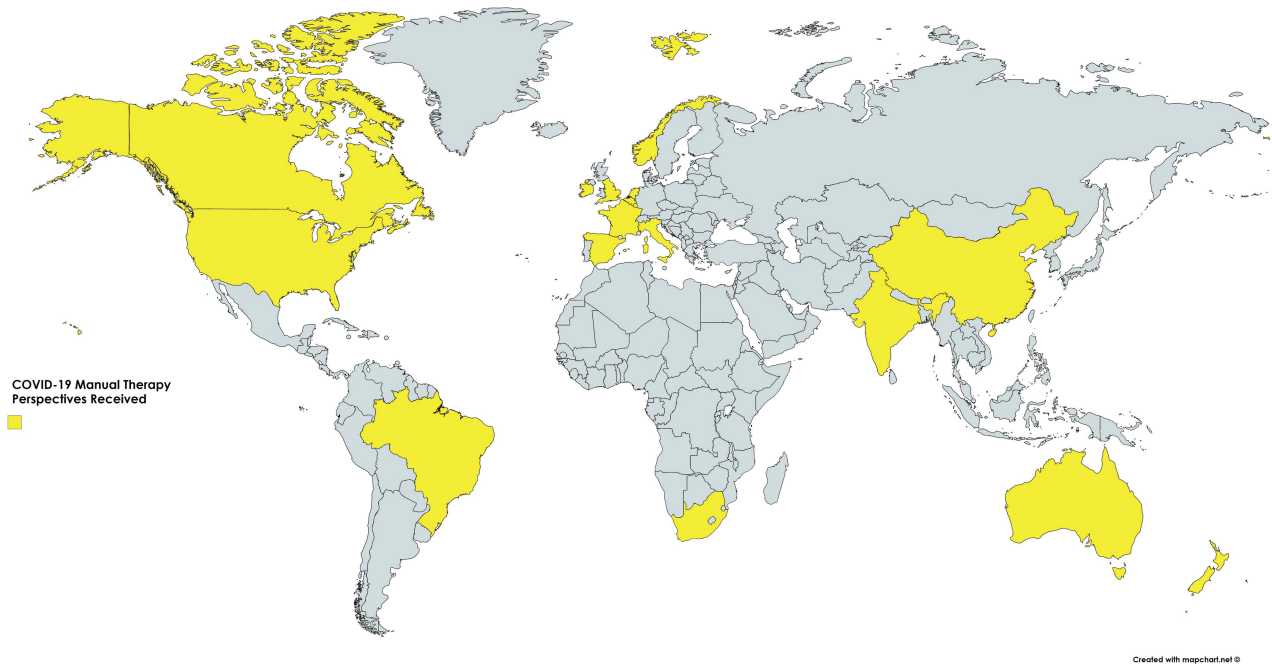 COVID-19 Manual Therapy
Perspectives Received
Created with mapchart.net ©